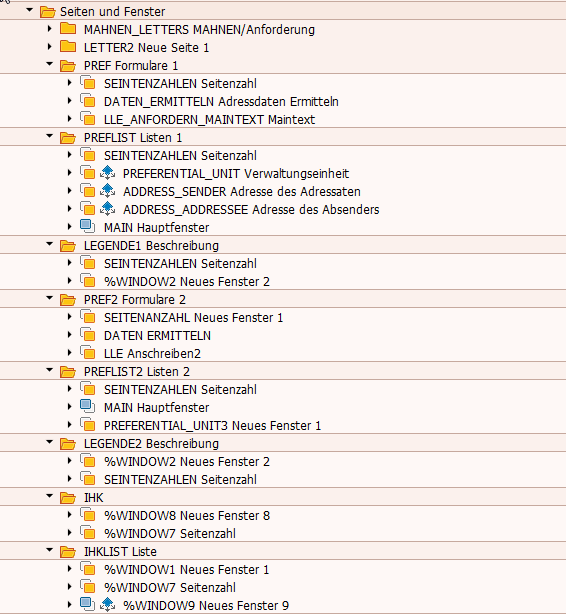 Seiten und Fenster
MAHNEN_LETTERS MAHNEN/Anforderung
LETTER2 Neue Seite 1
PREF Formulare 1
SEINTENZAHLEN Seitenzahl
DATEN_ERMITTELN Adressdaten Ermitteln
LLE_ANFORDERN_MAINTEXT Maintext
PREFLIST Listen 1
SEINTENZAHLEN Seitenzahl
PREFERENTIAL_UNIT Verwaltungseinheit
ADDRESS_SENDER Adresse des Adressaten
ADDRESS_ADDRESSEE Adresse des Absenders
MAIN Hauptfenster
LEGENDE1 Beschreibung
SEINTENZAHLEN Seitenzahl
%WINDOW2 Neues Fenster 2
PREF2 Formulare 2
SEITENANZAHL Neues Fenster 1
DATEN ERMITTELN
LLE Anschreiben2
PREFLIST2 Listen 2
SEINTENZAHLEN Seitenzahl
MAIN Hauptfenster
PREFERENTIAL_UNIT3 Neues Fenster 1
LEGENDE2 Beschreibung
%WINDOW2 Neues Fenster 2
SEINTENZAHLEN Seitenzahl
IHK
%WINDOW8 Neues Fenster 8
%WINDOW7 Seitenzahl
IHKLIST Liste
%WINDOW1 Neues Fenster 1
%WINDOW7 Seitenzahl
%WINDOW9 Neues Fenster 9